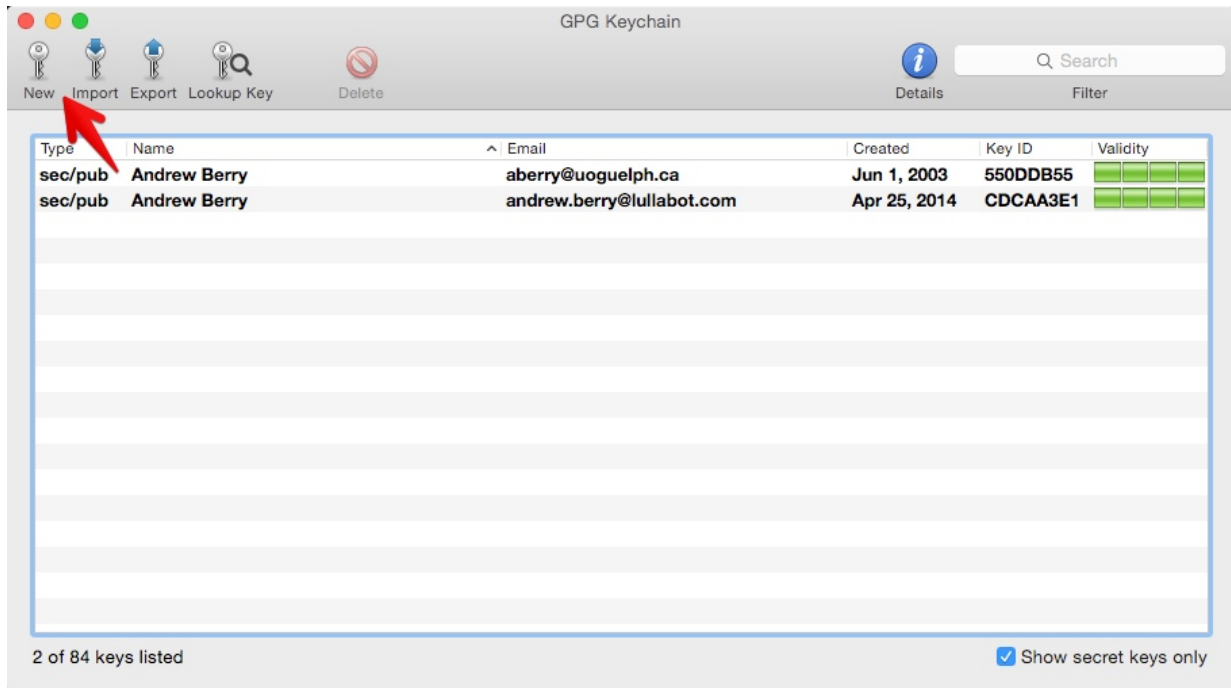 GPG Keychain
New Import Export Lookup Key Delete Details Search
Filter
Type Name Email Created Key ID Validity
sec/pub Andrew Berry aberry@uoguelph.ca Jun 1, 2003 550DDB55
sec/pub Andrew Berry andrew.berry@lullabot.com Apr 25, 2014 CDCAA3E1
2 of 84 keys listed Show secret keys only